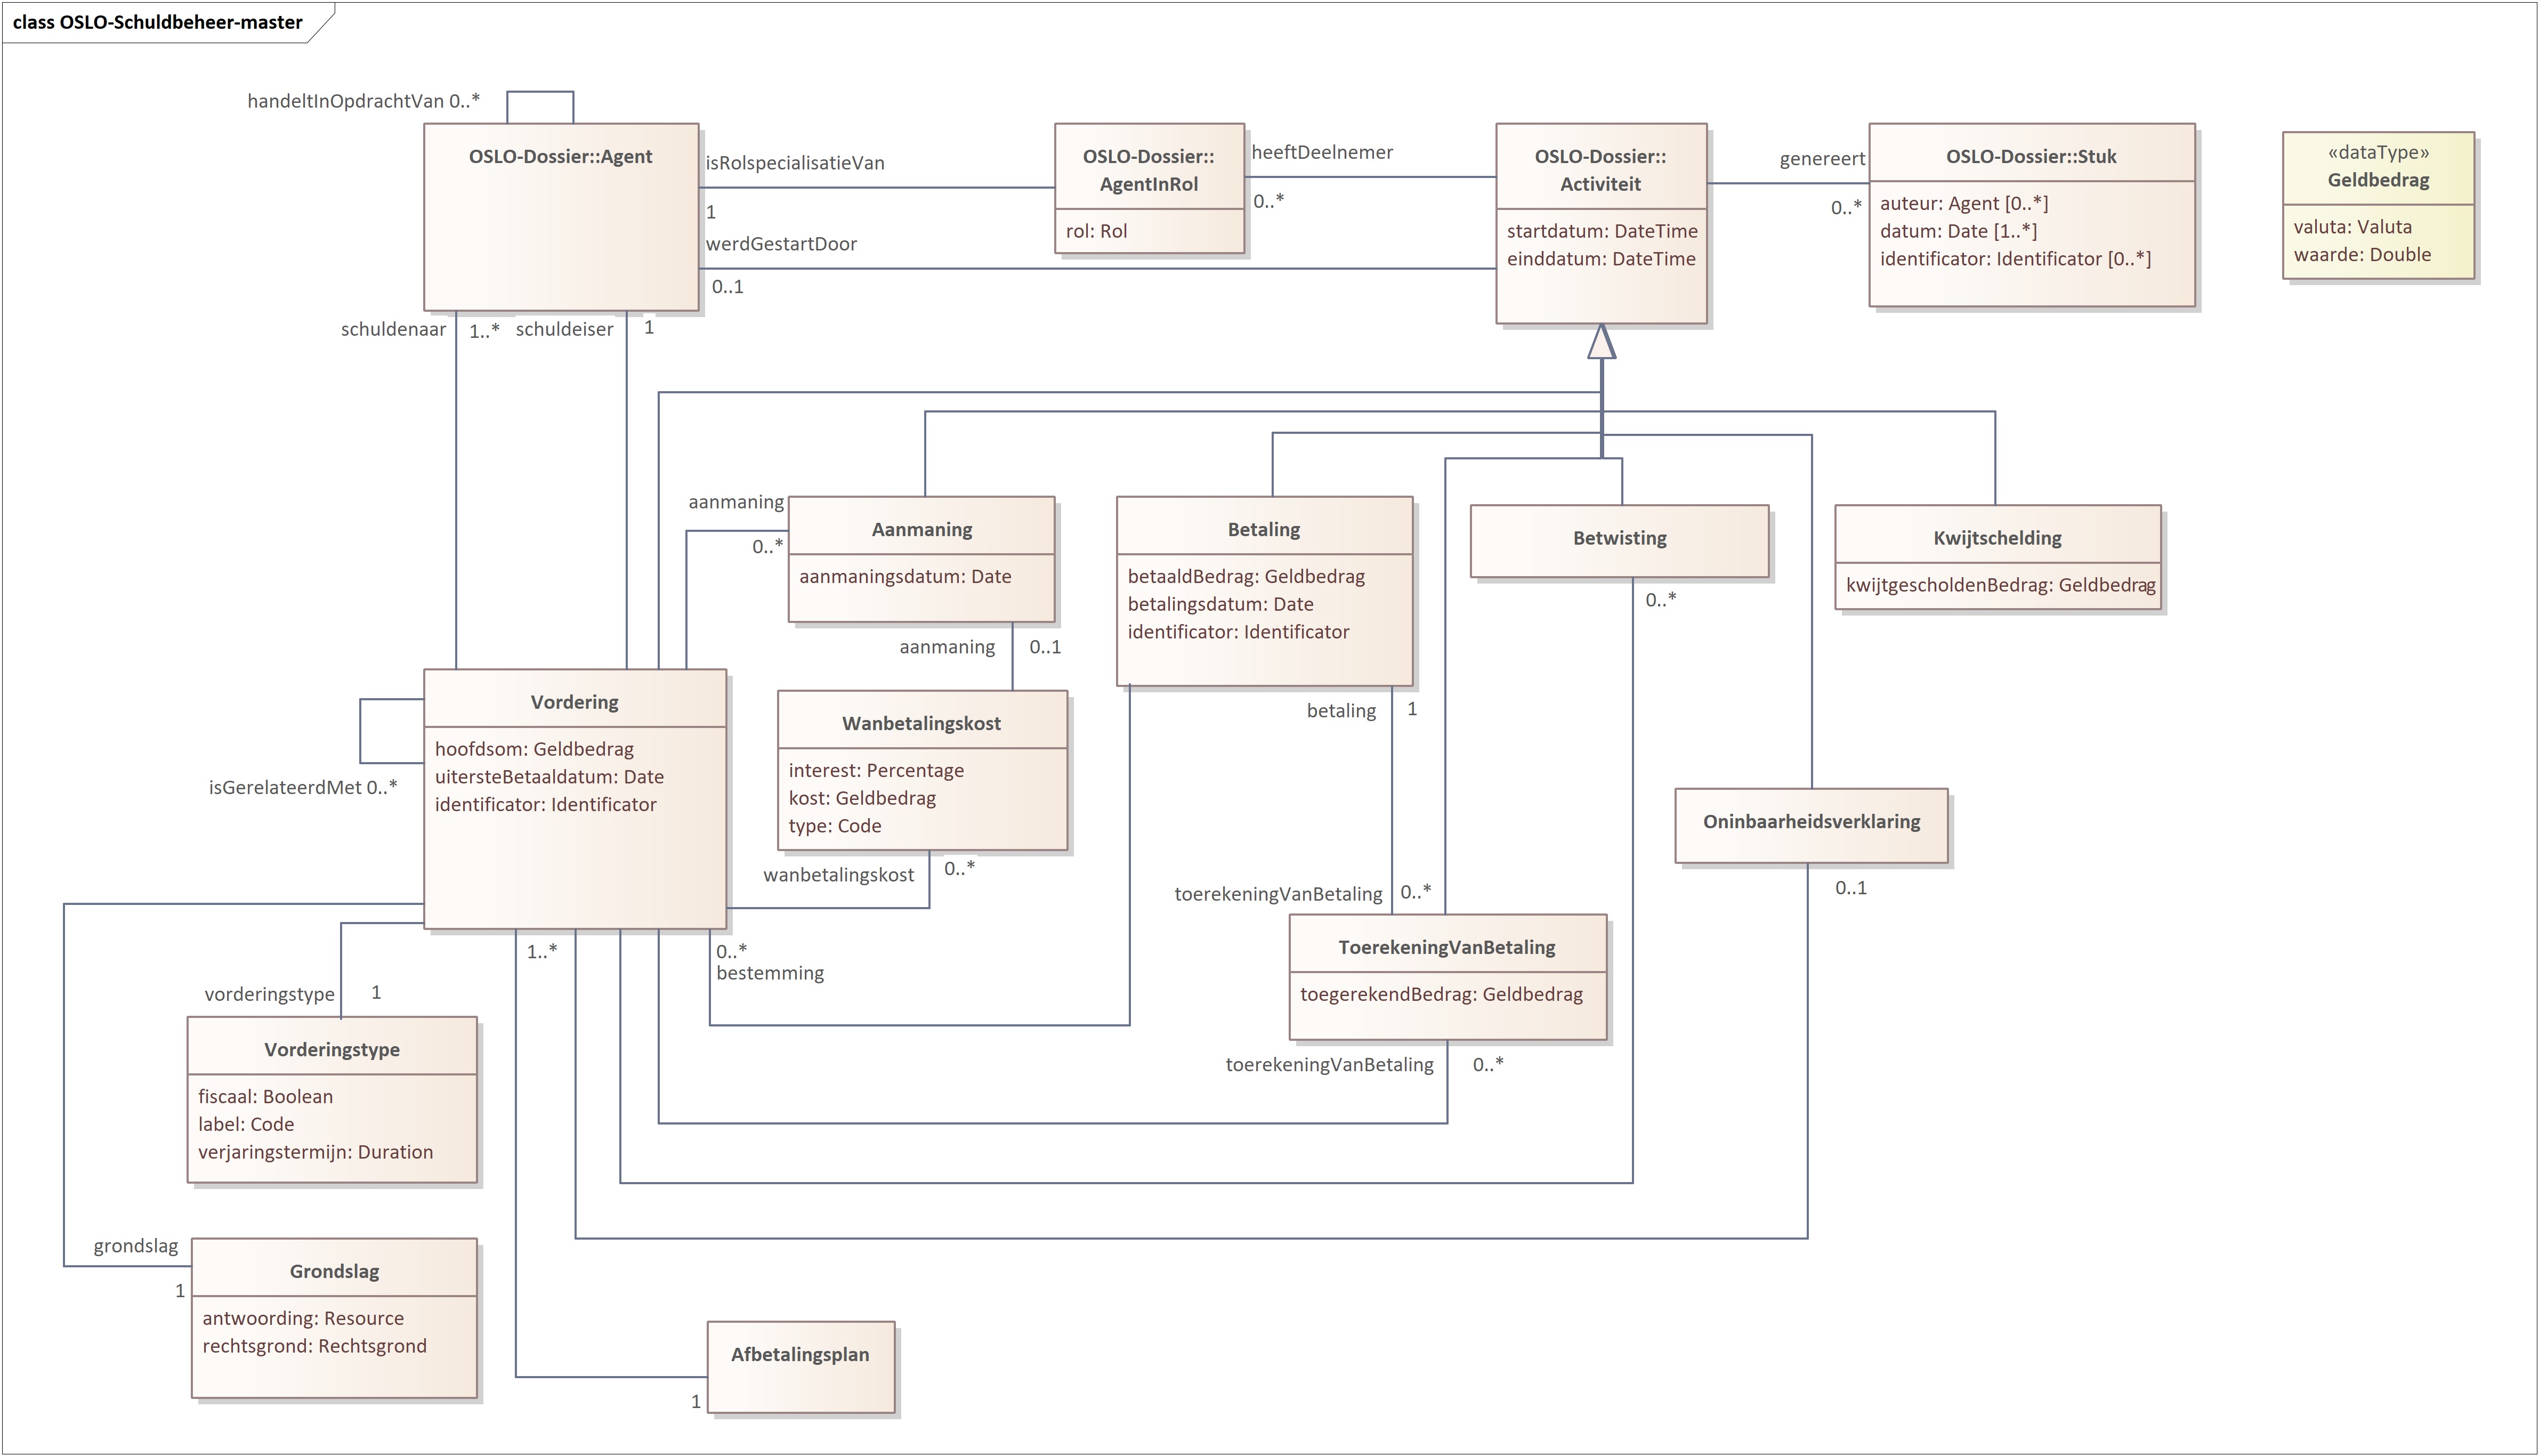 class OSLO-Schuldbeheer-master
handeltInOpdrachtVan 0..*
OSLO-Dossier::Agent
isRolspecialisatieVan
1
werdGestartDoor
0..1
OSLO-Dossier::
AgentInRol
rol: Rol
heeftDeelnemer
0..*
OSLO-Dossier::
Activiteit
startdatum: DateTime
einddatum: DateTime
genereert
0..*
OSLO-Dossier::Stuk
auteur: Agent [0..*]
datum: Date [1..*]
identificator: Identificator [0..*]
«dataType»
Geldbedrag
valuta: Valuta
waarde: Double
schuldenaar
1..*
schuldeiser
1
aanmaning
0..*
Aanmaning
aanmaningsdatum: Date
aanmaning
0..1
Betaling
betaaldBedrag: Geldbedrag
betalingsdatum: Date
identificator: Identificator
betaling
1
Betwisting
0..*
Kwijtschelding
kwijtgescholdenBedrag: Geldbedrag
Vordering
hoofdsom: Geldbedrag
uitersteBetaaldatum: Date
identificator: Identificator
isGerelateerdMet 0..*
Wanbetalingskost
interest: Percentage
kost: Geldbedrag
type: Code
wanbetalingskost
0..*
Oninbaarheidsverklaring
0..1
toerekeningVanBetaling
0..*
ToerekeningVanBetaling
toegerekendBedrag: Geldbedrag
toerekeningVanBetaling
0..*
1..*
0..*
bestemming
vorderingstype
1
Vorderingstype
fiscaal: Boolean
label: Code
verjaringstermijn: Duration
grondslag
1
Grondslag
antwoording: Resource
rechtsgrond: Rechtsgrond
Afbetalingsplan
1